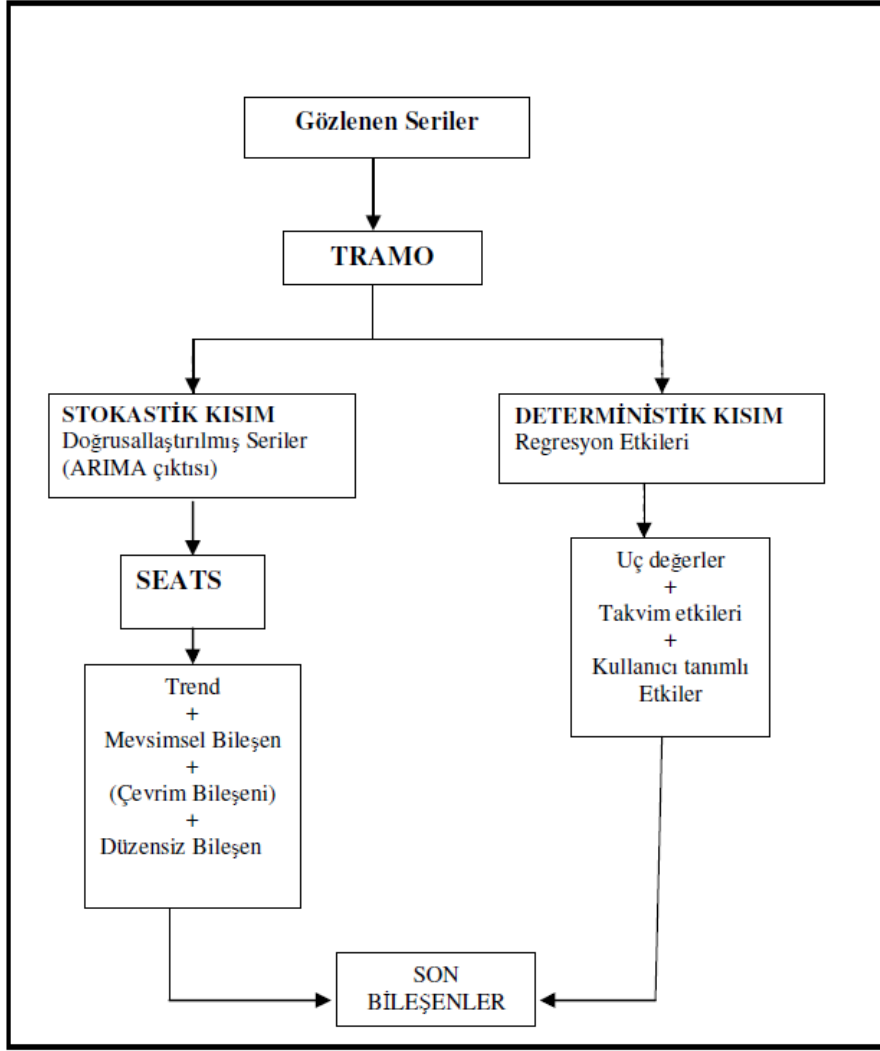 Gözlenen Seriler
TRAMO
STOKASTİK KISIM
Doğrusallaştırılmış Seriler
(ARIMA çıktısı)
DETERMİNİSTİK KISIM
Regresyon Etkileri
SEATS
Uç değerler
+
Takvim etkileri
+
Kullanıcı tanımlı
Etkiler
Trend
+
Mevsimsel Bileşen
+
(Çevrim Bileşeni)
+
Düzensiz Bileşen
SON
BİLEŞENLER